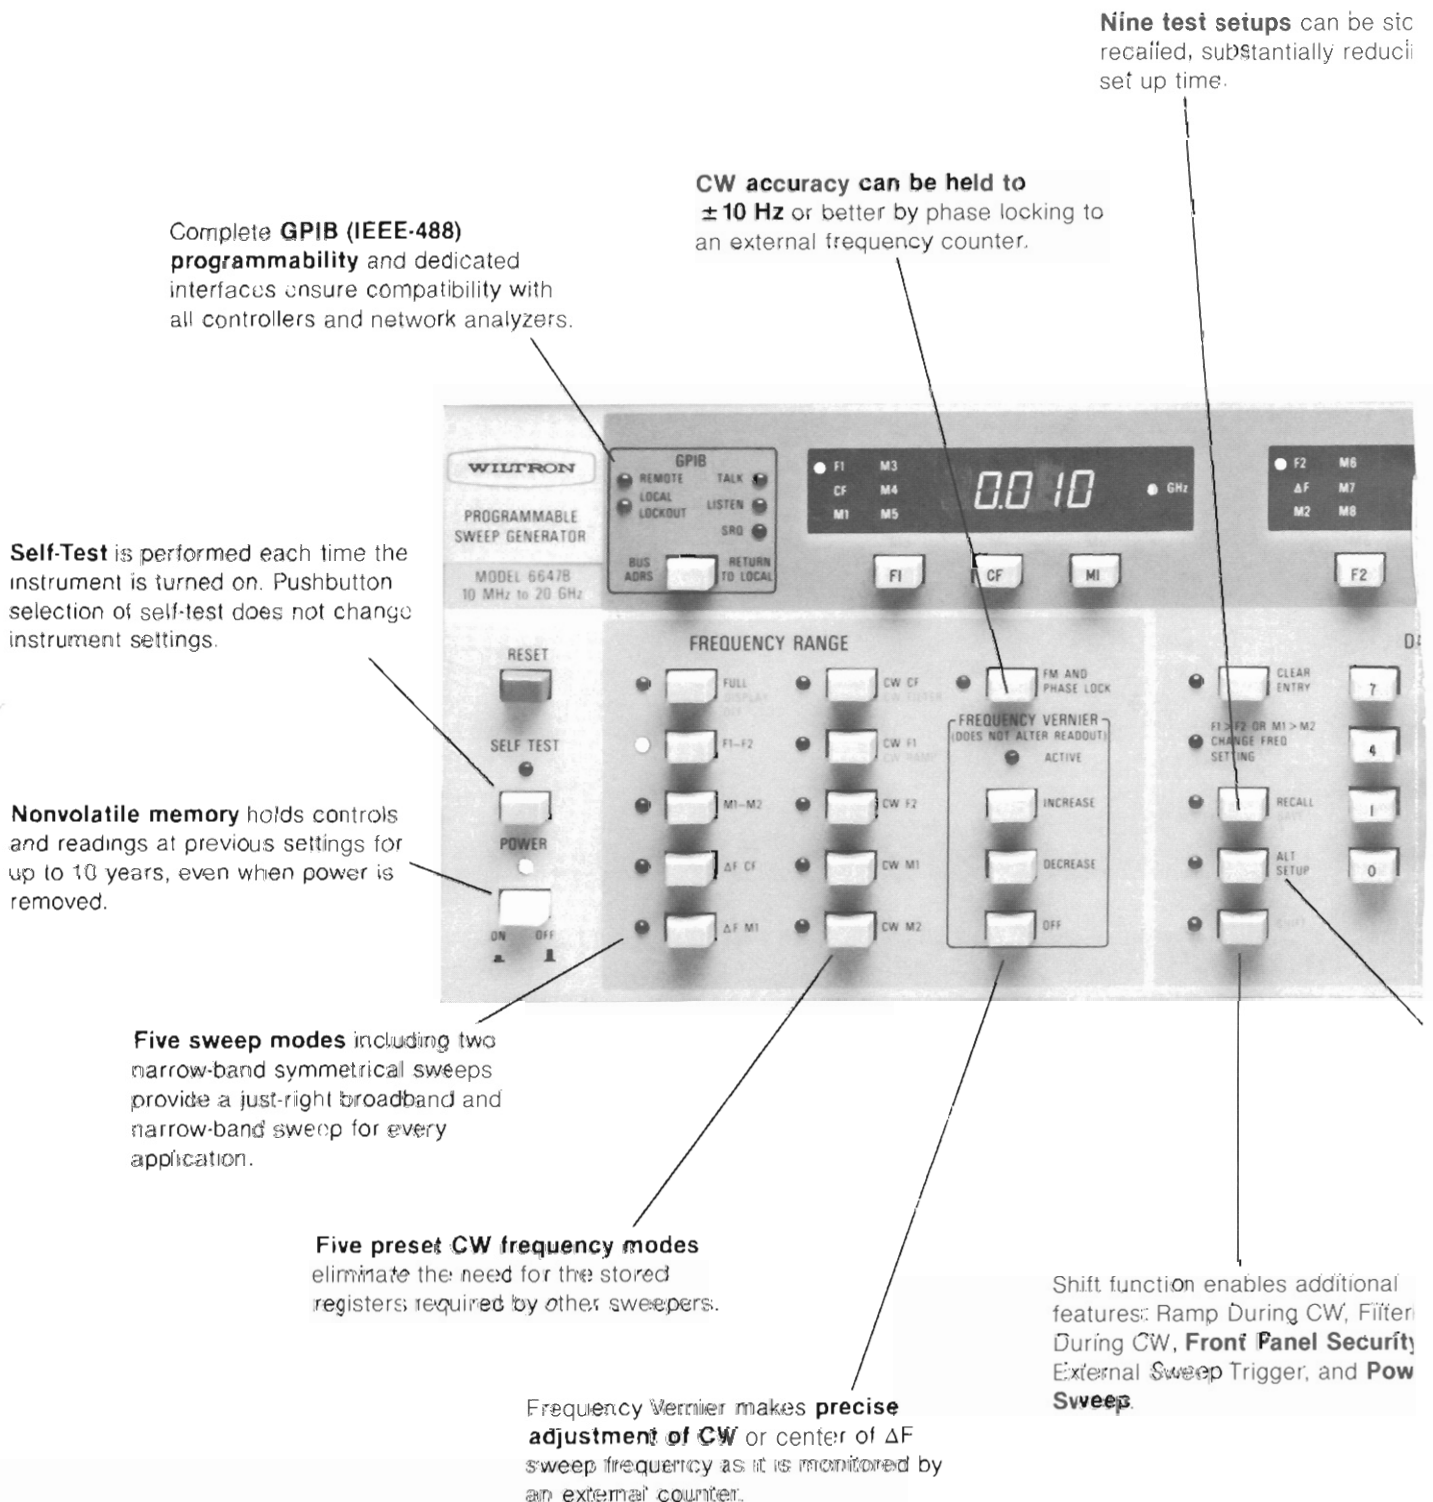 Nine test setups can be
recalled, substantially
set up time.
CW accuracy can be held to
± 10 Hz or better by phase locking to
an external frequency counter.
Complete GPIB (IEEE-488)
programmability and dedicated
interfaces ensure compatibility with
all controllers and network analyzers.
Self-Test is performed each time the
instrument is turned on. Pushbutton
selection of self-test does not change
instrument settings.
Nonvolatile memory holds controls
and readings at previous settings for
up to 10 years, even when power is
removed.
WILTRON
PROGRAMMABLE
SWEEP GENERATOR
MODEL 6647B
10 MHz to 20 GHz
GPIB
REMOTE TALK
LOCAL
LOCKOUT
LISTEN
SRQ
BUS
ADRS
RETURN
TO LOCAL
F1 M3
CF M4
M1 M5
0.010
GHz
F2 M6
ΔF M7
M2 M8
F1
CF
M1
F2
RESET
SELF TEST
POWER
ON OFF
FREQUENCY RANGE
FULL
DISPLAY
OFF
F1-F2
M1-M2
ΔF CF
ΔF M1
CW CF
CW FILTER
CW F1
CW RAMP
CW F2
CW M1
CW M2
FM AND
PHASE LOCK
FREQUENCY VERNIER
(DOES NOT ALTER READOUT)
ACTIVE
INCREASE
DECREASE
OFF
CLEAR
ENTRY
F1>F2 OR M1>M2
CHANGE FREQ
SETTING
RECALL
SAVE
ALT
SETUP
SHIFT
7
4
1
0
Five sweep modes including two
narrow-band symmetrical sweeps
provide a just-right broadband and
narrow-band sweep for every
application.
Five preset CW frequency modes
eliminate the need for the stored
registers required by other sweepers.
Frequency Vernier makes precise
adjustment of CW or center of ΔF
sweep frequency as it is monitored by
an external counter.
Shift function enables additional
features: Ramp During CW, Filter
During CW, Front Panel Security
External Sweep Trigger, and Pow
Sweep.